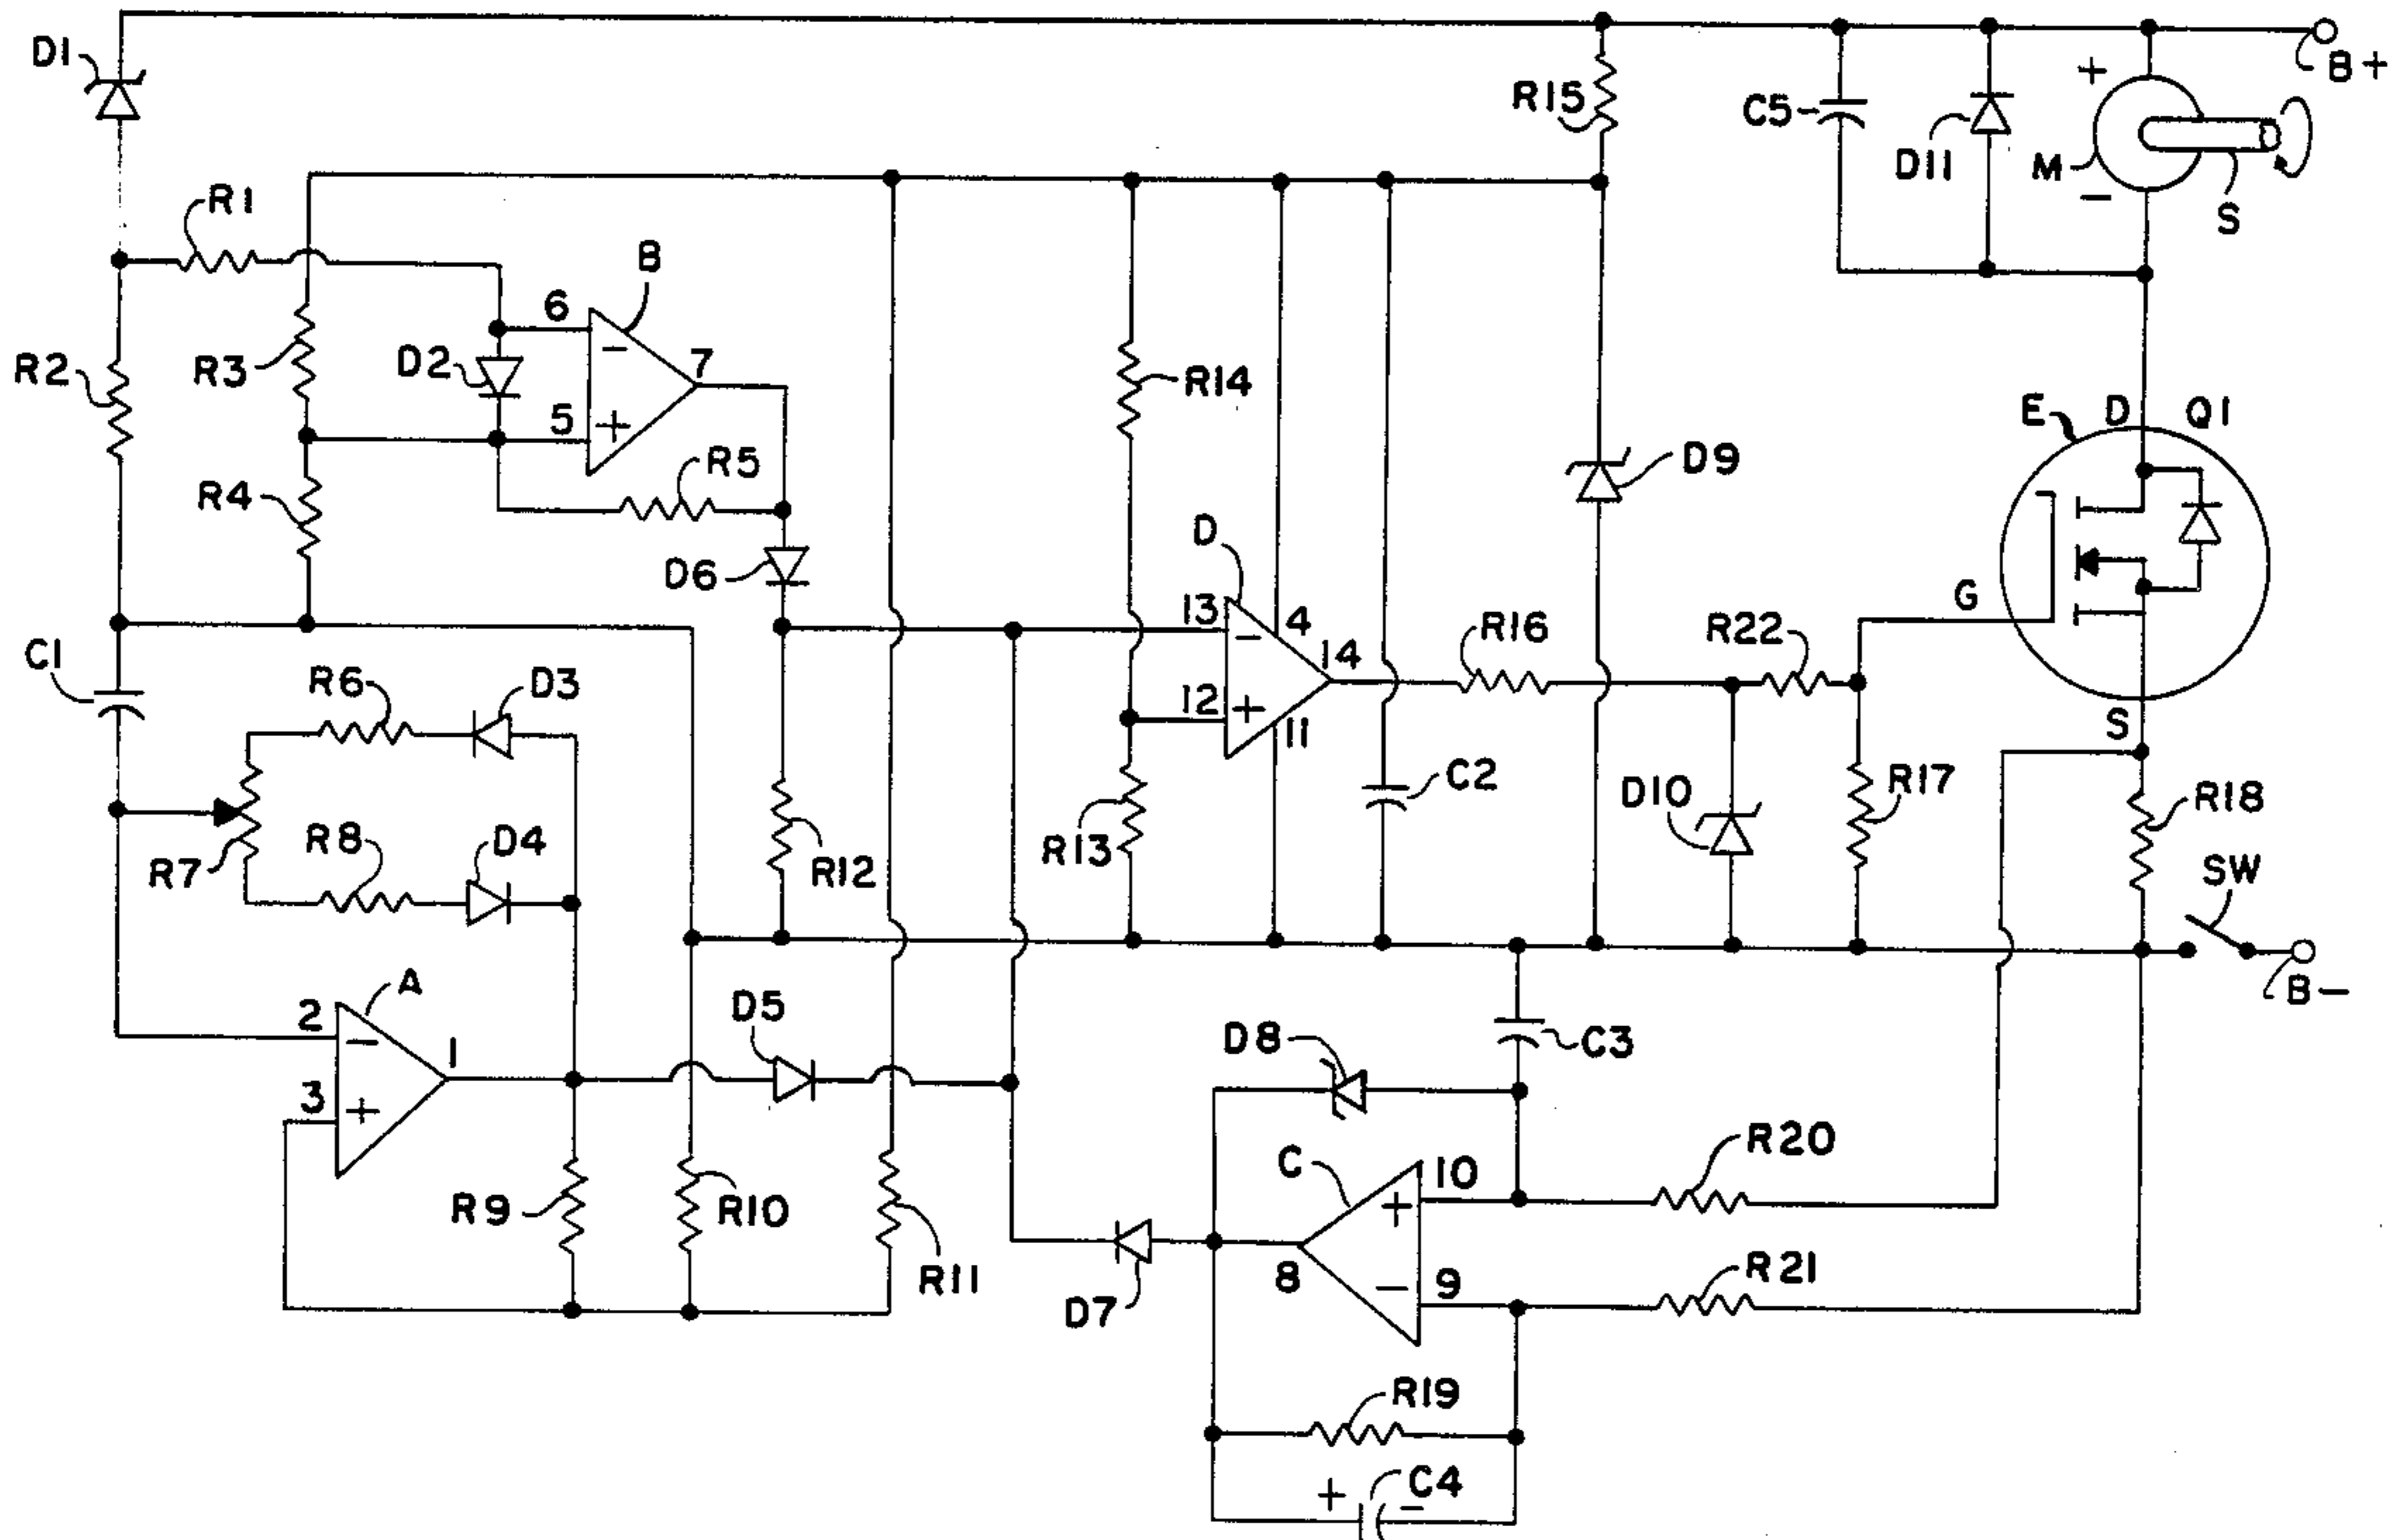 D1
R15
C5
D11
+
M
−
S
B+
R1
B
6
−
D2
7
R2
R3
5
+
R14
R5
D9
E
D
Q1
R4
D6
D
G
13
−
4
R16
R22
14
C1
R6
D3
12
+
11
S
C2
D10
R17
R18
R7
R8
D4
R12
R13
SW
B−
A
2
−
1
3
+
D5
D8
C3
R20
C
10
+
R9
R10
R11
8
−
9
R21
D7
R19
+
C4
−